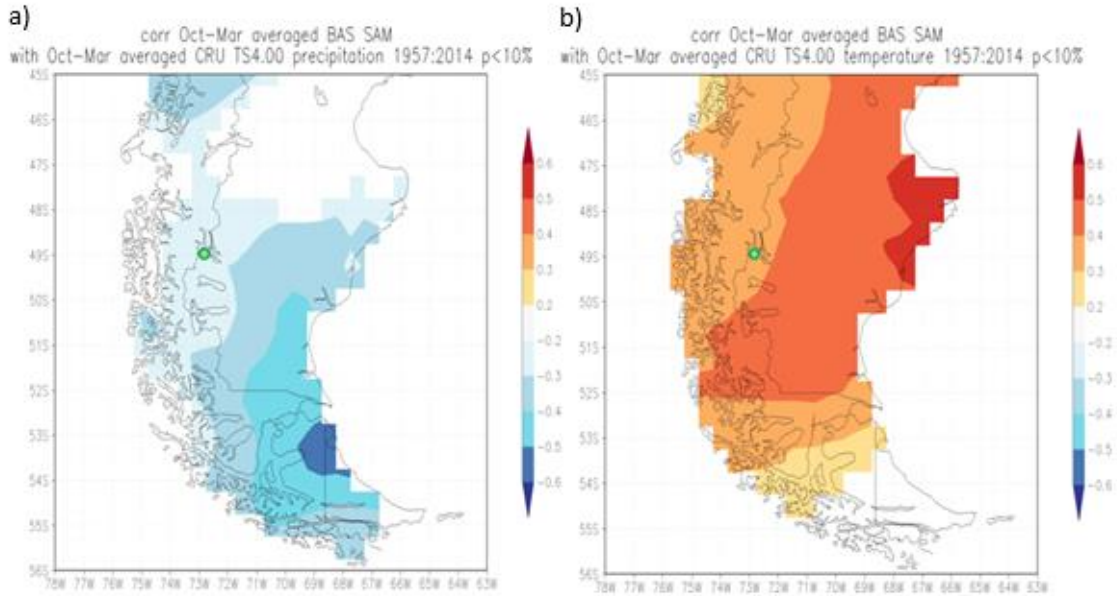 a)
corr Oct-Mar averaged BAS SAM
with Oct-Mar averaged CRU TS4.00 precipitation 1957:2014 p<10%
45S
46S
47S
48S
49S
50S
51S
52S
53S
54S
55S
56S
78W 77W 76W 75W 74W 73W 72W 71W 70W 69W 68W 67W 66W 65W 64W 63W
0.6
0.5
0.4
0.3
0.2
-0.2
-0.3
-0.4
-0.5
-0.6
b)
corr Oct-Mar averaged BAS SAM
with Oct-Mar averaged CRU TS4.00 temperature 1957:2014 p<10%
45S
46S
47S
48S
49S
50S
51S
52S
53S
54S
55S
56S
78W 77W 76W 75W 74W 73W 72W 71W 70W 69W 68W 67W 66W 65W 64W 63W
0.6
0.5
0.4
0.3
0.2
-0.2
-0.3
-0.4
-0.5
-0.6